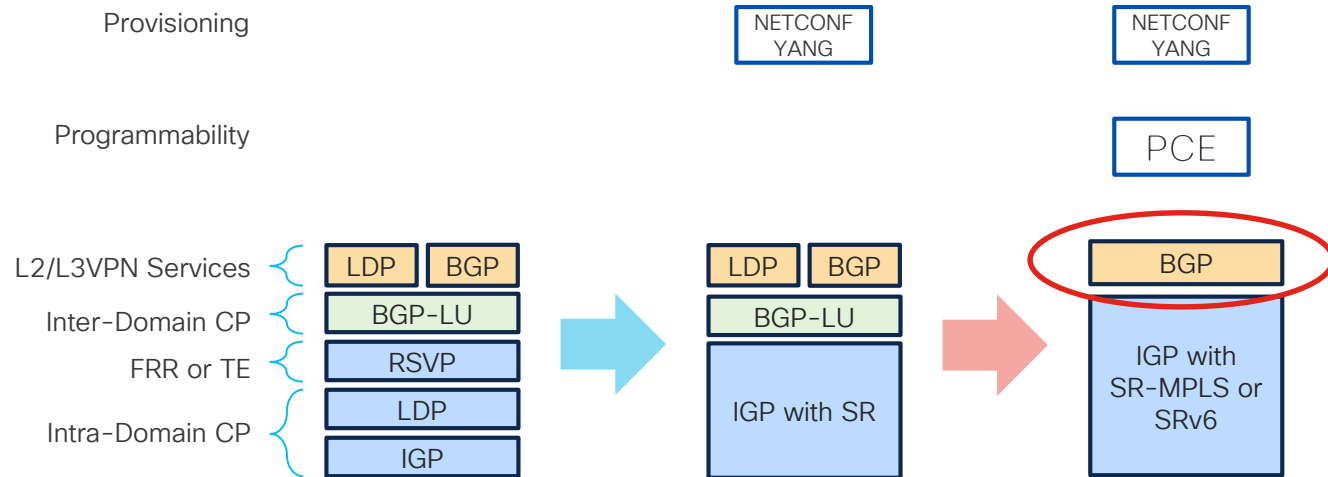 Provisioning
NETCONF
YANG
NETCONF
YANG
Programmability
PCE
L2/L3VPN Services
LDP
BGP
LDP
BGP
BGP
Inter-Domain CP
BGP-LU
BGP-LU
FRR or TE
RSVP
Intra-Domain CP
LDP
IGP
IGP with SR
IGP with
SR-MPLS or
SRv6